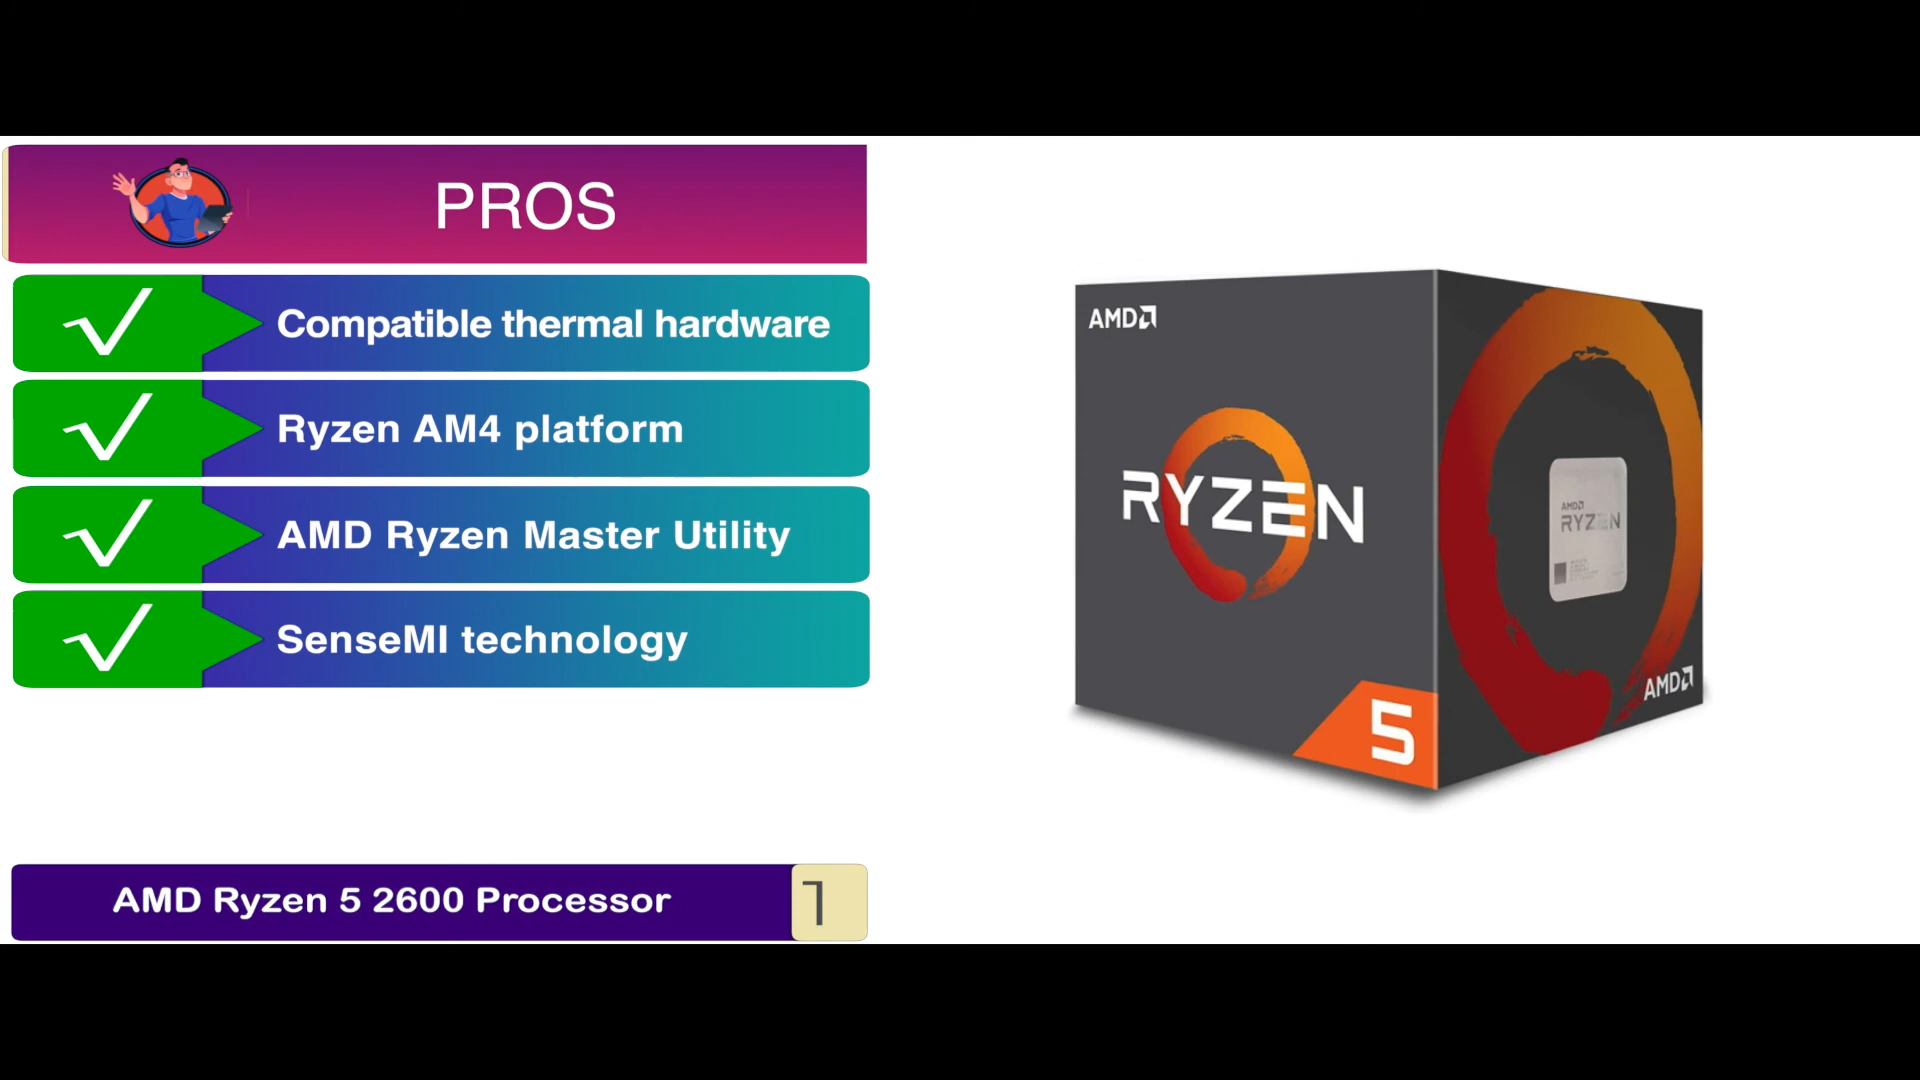 PROS
Compatible thermal hardware
Ryzen AM4 platform
AMD Ryzen Master Utility
SenseMI technology
AMD Ryzen 5 2600 Processor
1
AMD
RYZEN
5
AMD
RYZEN
AMD